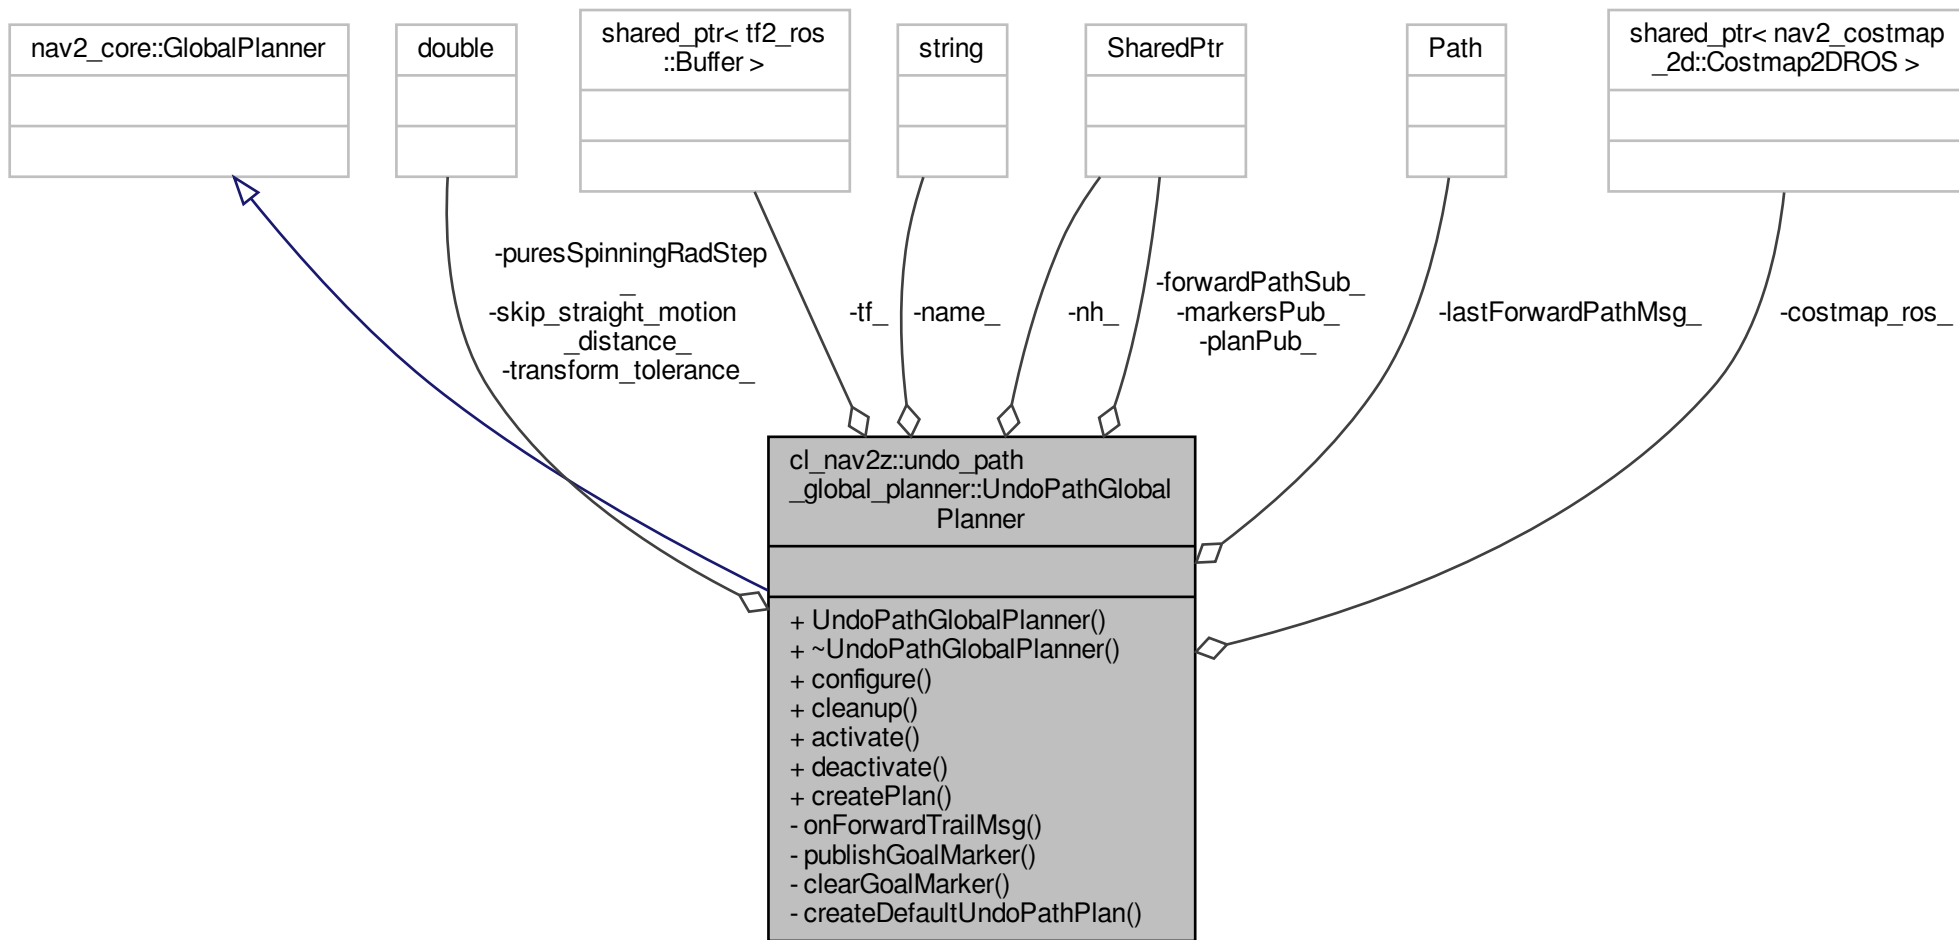 nav2_core::GlobalPlanner
double
shared_ptr< tf2_ros
::Buffer >
string
SharedPtr
Path
shared_ptr< nav2_costmap
_2d::Costmap2DROS >
-puresSpinningRadStep
_
-skip_straight_motion
_distance_
-transform_tolerance_
-tf_
-name_
-nh_
-forwardPathSub_
-markersPub_
-planPub_
-lastForwardPathMsg_
-costmap_ros_
cl_nav2z::undo_path
_global_planner::UndoPathGlobal
Planner
+ UndoPathGlobalPlanner()
+ ~UndoPathGlobalPlanner()
+ configure()
+ cleanup()
+ activate()
+ deactivate()
+ createPlan()
- onForwardTrailMsg()
- publishGoalMarker()
- clearGoalMarker()
- createDefaultUndoPathPlan()